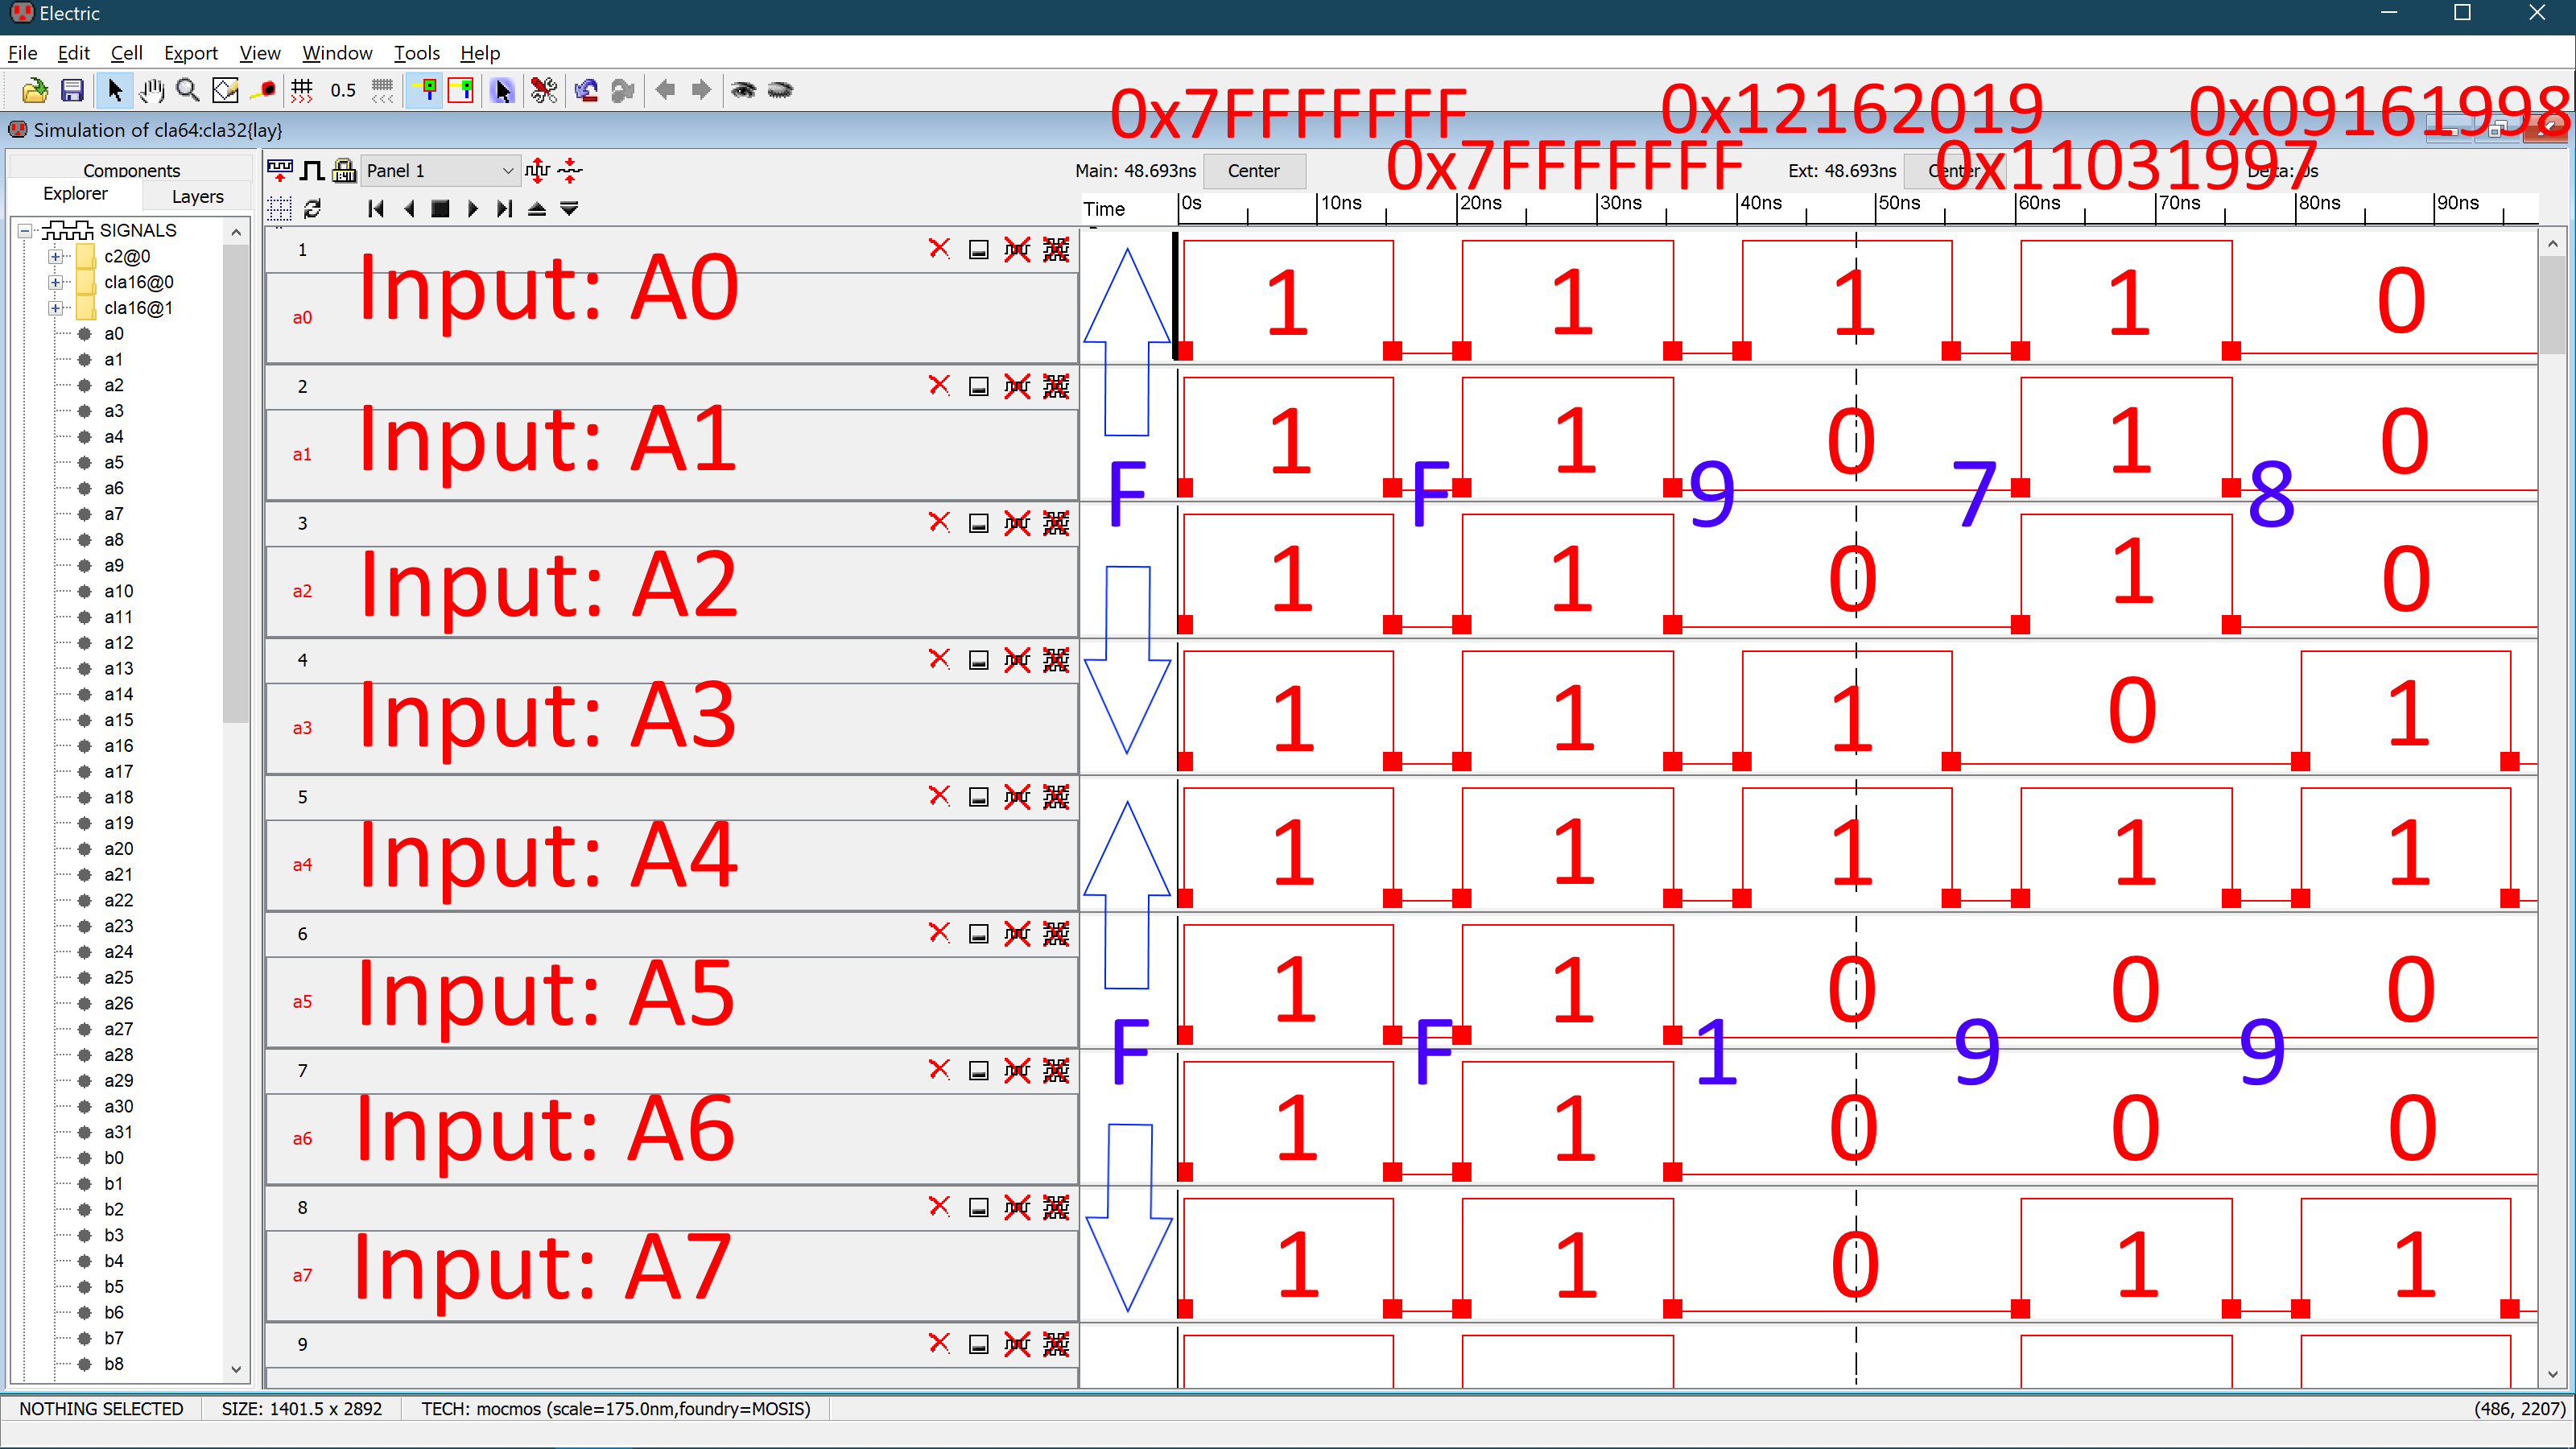 Electric
File Edit Cell Export View Window Tools Help
0.5
0x7FFFFFFF 0x12162019 0x09161998
Simulation of cla64:cla32{lay}
0x7FFFFFFF 0x11031997
Components
Explorer Layers
Panel 1
Main: 48.693ns Center Ext: 48.693ns Center Delta: 0s
Time 0s 10ns 20ns 30ns 40ns 50ns 60ns 70ns 80ns 90ns
SIGNALS
c2@0
cla16@0
cla16@1
a0
a1
a2
a3
a4
a5
a6
a7
a8
a9
a10
a11
a12
a13
a14
a15
a16
a17
a18
a19
a20
a21
a22
a23
a24
a25
a26
a27
a28
a29
a30
a31
b0
b1
b2
b3
b4
b5
b6
b7
b8
1
a0 Input: A0 1 1 1 1 0
2
a1 Input: A1 1 1 0 1 0
F F 9 7 8
3
a2 Input: A2 1 1 0 1 0
4
a3 Input: A3 1 1 1 0 1
5
a4 Input: A4 1 1 1 1 1
6
a5 Input: A5 1 1 0 0 0
F F 1 9 9
7
a6 Input: A6 1 1 0 0 0
8
a7 Input: A7 1 1 0 1 1
9
NOTHING SELECTED SIZE: 1401.5 x 2892 TECH: mocmos (scale=175.0nm,foundry=MOSIS) (486, 2207)